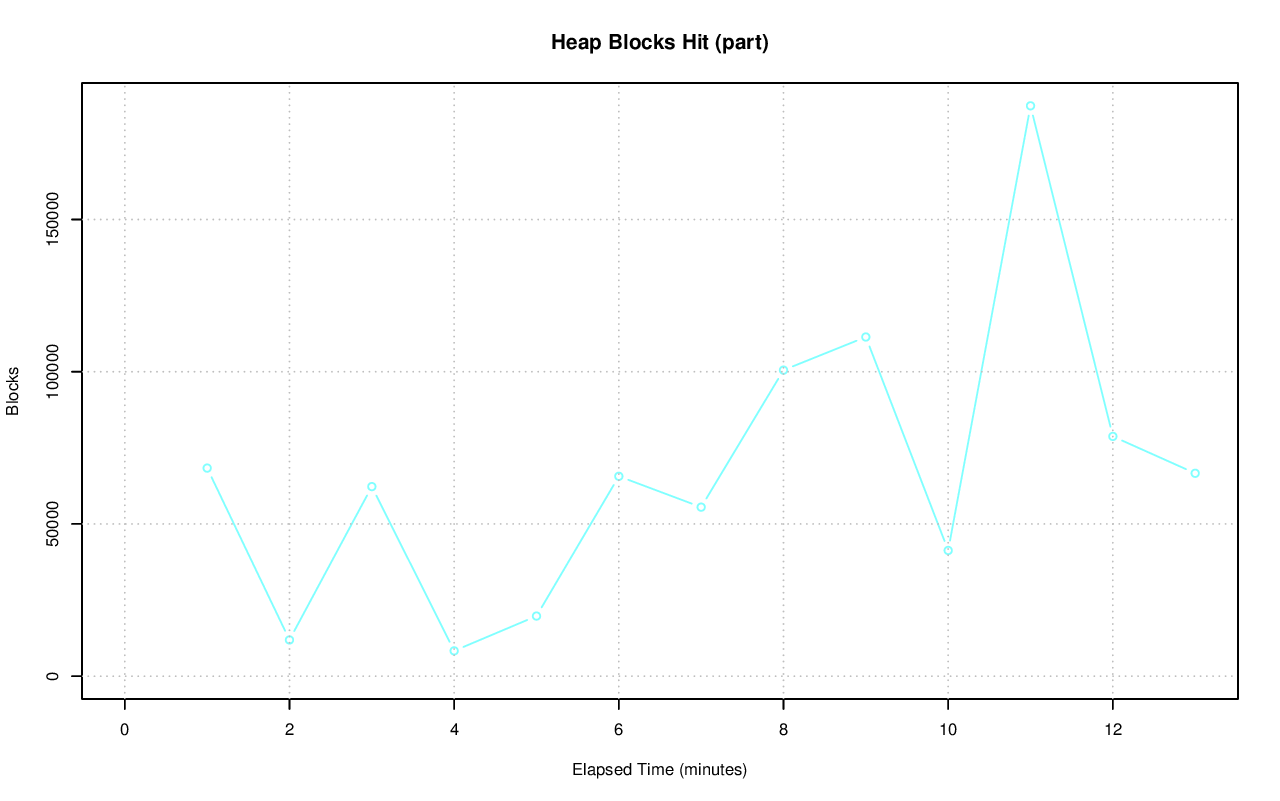 Heap Blocks Hit (part)
Blocks
150000
100000
50000
0
0 2 4 6 8 10 12
Elapsed Time (minutes)